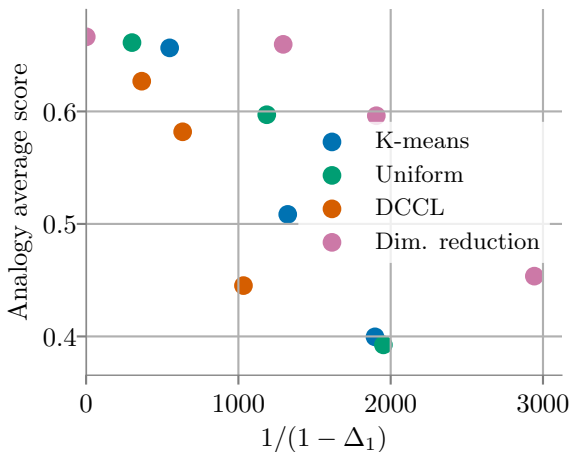 Analogy average score
0.6
0.5
0.4
K-means
Uniform
DCCL
Dim. reduction
0 1000 2000 3000
1/(1 − Δ₁)